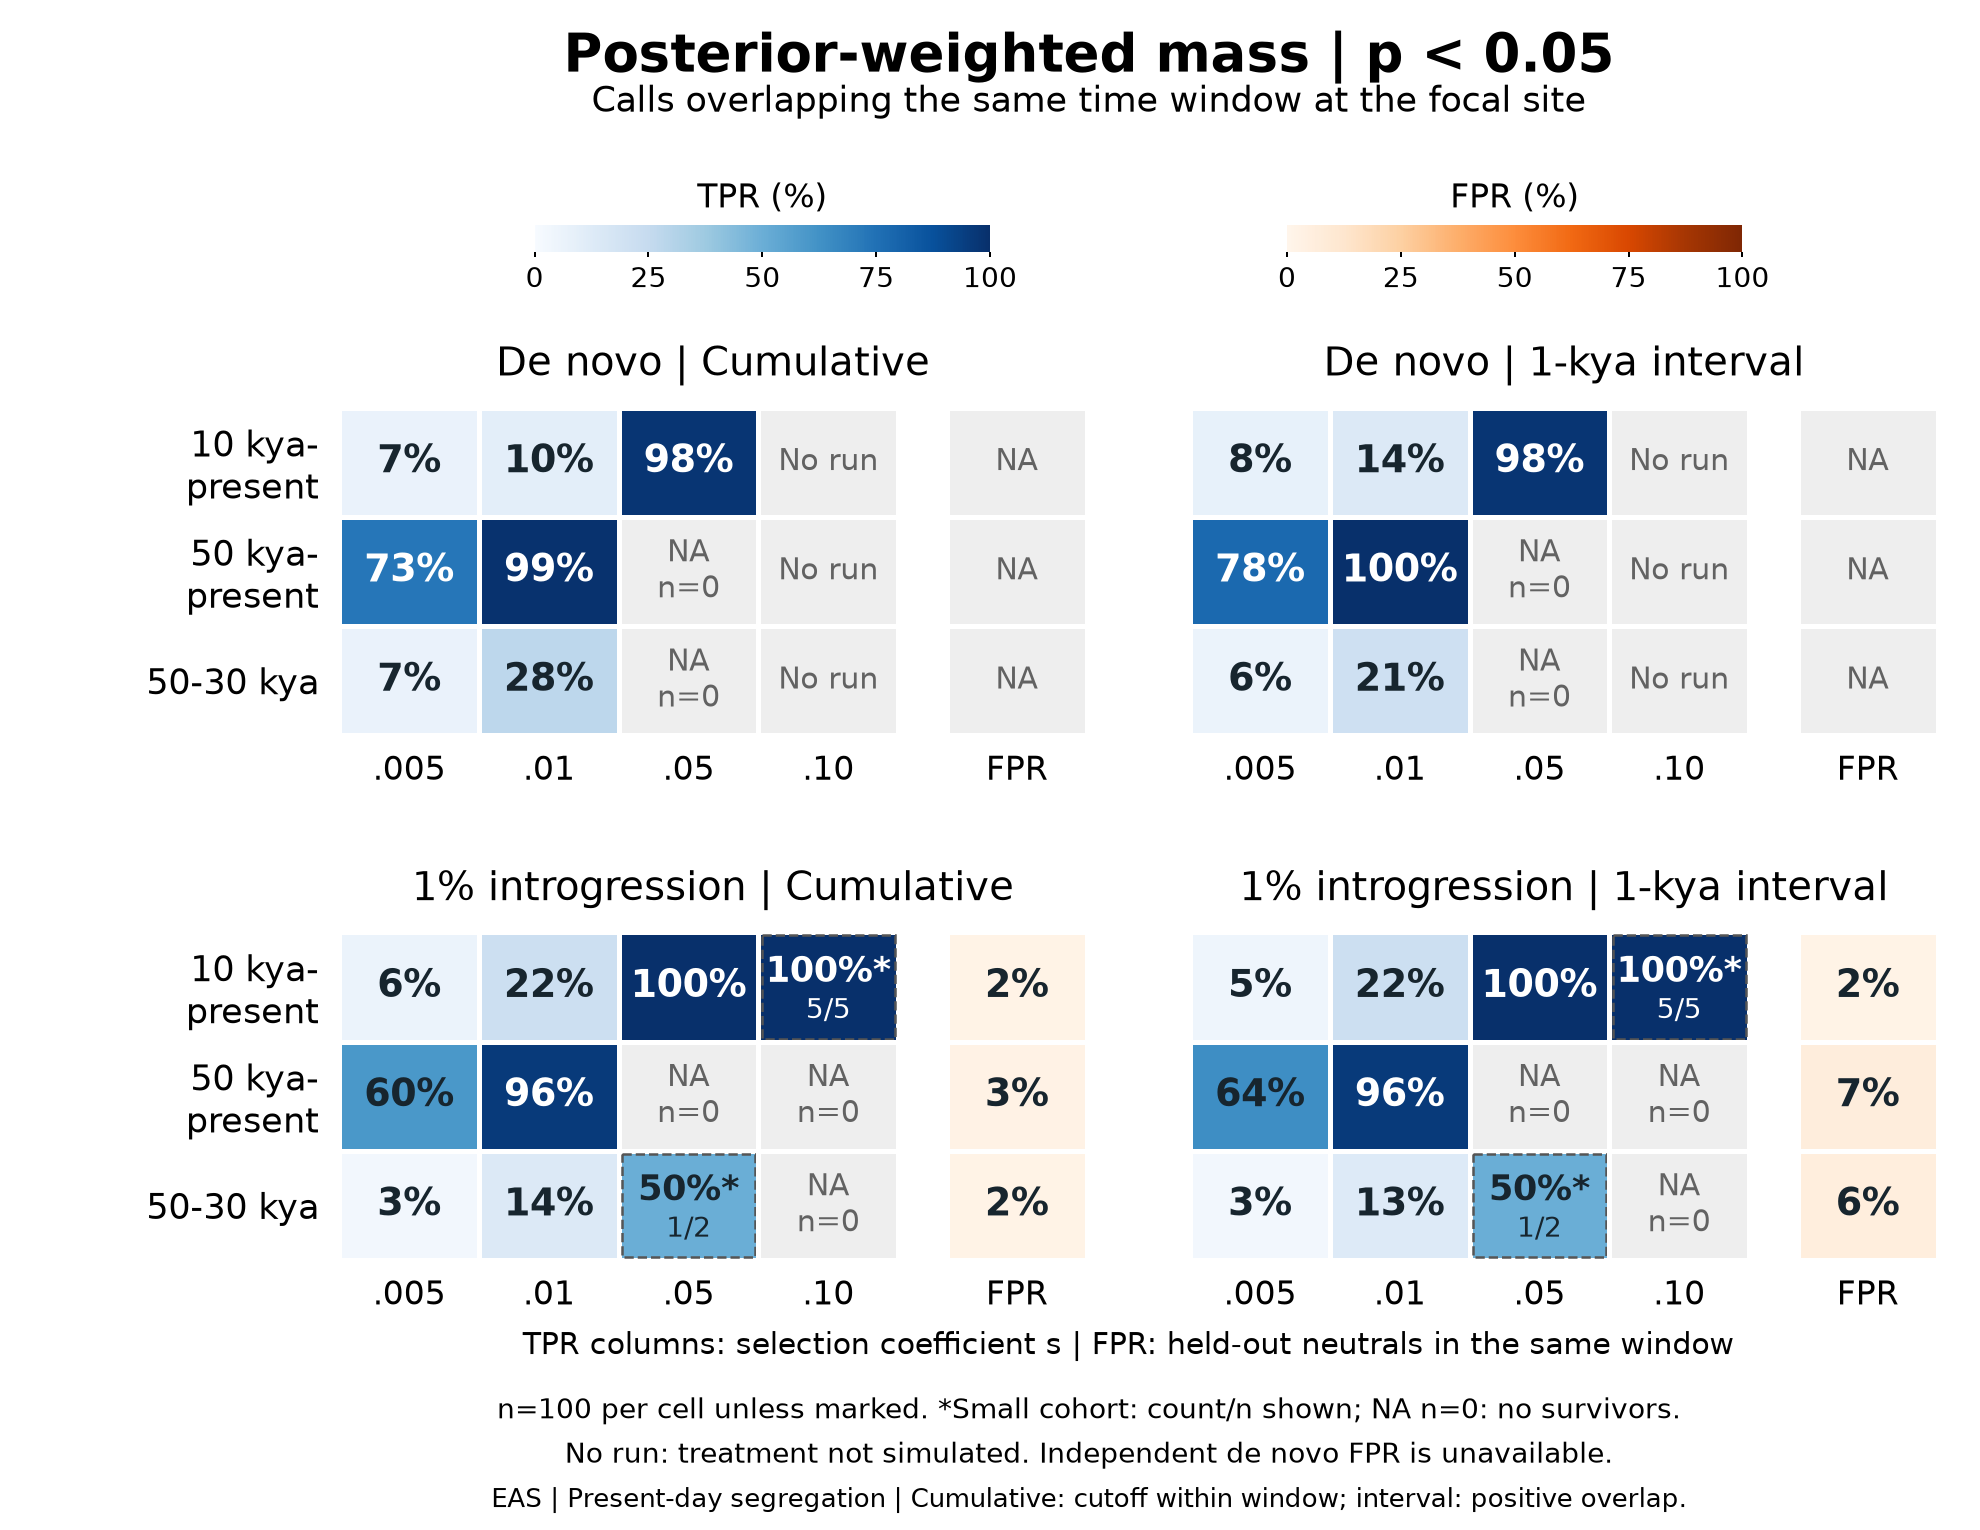 Posterior-weighted mass | p < 0.05
Calls overlapping the same time window at the focal site
TPR (%)
0 25 50 75 100
FPR (%)
0 25 50 75 100
De novo | Cumulative
10 kya-
present
7% 10% 98% No run NA
50 kya-
present
73% 99% NA
n=0 No run NA
50-30 kya
7% 28% NA
n=0 No run NA
.005 .01 .05 .10 FPR
De novo | 1-kya interval
8% 14% 98% No run NA
78% 100% NA
n=0 No run NA
6% 21% NA
n=0 No run NA
.005 .01 .05 .10 FPR
1% introgression | Cumulative
10 kya-
present
6% 22% 100% 100%*
5/5 2%
50 kya-
present
60% 96% NA
n=0 NA
n=0 3%
50-30 kya
3% 14% 50%*
1/2 NA
n=0 2%
.005 .01 .05 .10 FPR
1% introgression | 1-kya interval
5% 22% 100% 100%*
5/5 2%
64% 96% NA
n=0 NA
n=0 7%
3% 13% 50%*
1/2 NA
n=0 6%
.005 .01 .05 .10 FPR
TPR columns: selection coefficient s | FPR: held-out neutrals in the same window
n=100 per cell unless marked. *Small cohort: count/n shown; NA n=0: no survivors.
No run: treatment not simulated. Independent de novo FPR is unavailable.
EAS | Present-day segregation | Cumulative: cutoff within window; interval: positive overlap.